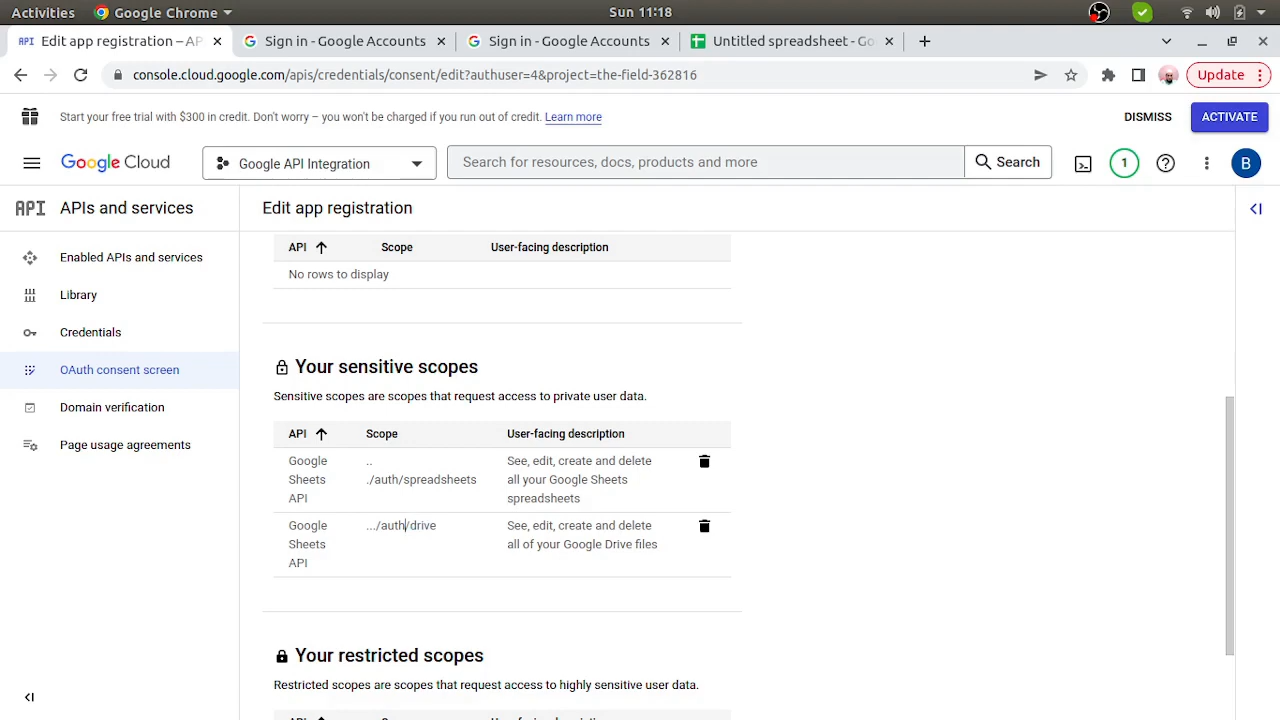 Activities
Google Chrome
Sun 11:18
API Edit app registration – AP
Sign in - Google Accounts
Sign in - Google Accounts
Untitled spreadsheet - Go
console.cloud.google.com/apis/credentials/consent/edit?authuser=4&project=the-field-362816
Update
Start your free trial with $300 in credit. Don't worry – you won't be charged if you run out of credit. Learn more
DISMISS
ACTIVATE
Google Cloud
Google API Integration
Search for resources, docs, products and more
Search
1
B
API APIs and services
Edit app registration
Enabled APIs and services
Library
Credentials
OAuth consent screen
Domain verification
Page usage agreements
API Scope User-facing description
No rows to display
Your sensitive scopes
Sensitive scopes are scopes that request access to private user data.
API Scope User-facing description
Google .. See, edit, create and delete
Sheets ./auth/spreadsheets all your Google Sheets
API spreadsheets
Google .../auth/drive See, edit, create and delete
Sheets all of your Google Drive files
API
Your restricted scopes
Restricted scopes are scopes that request access to highly sensitive user data.
API Scope User-facing description